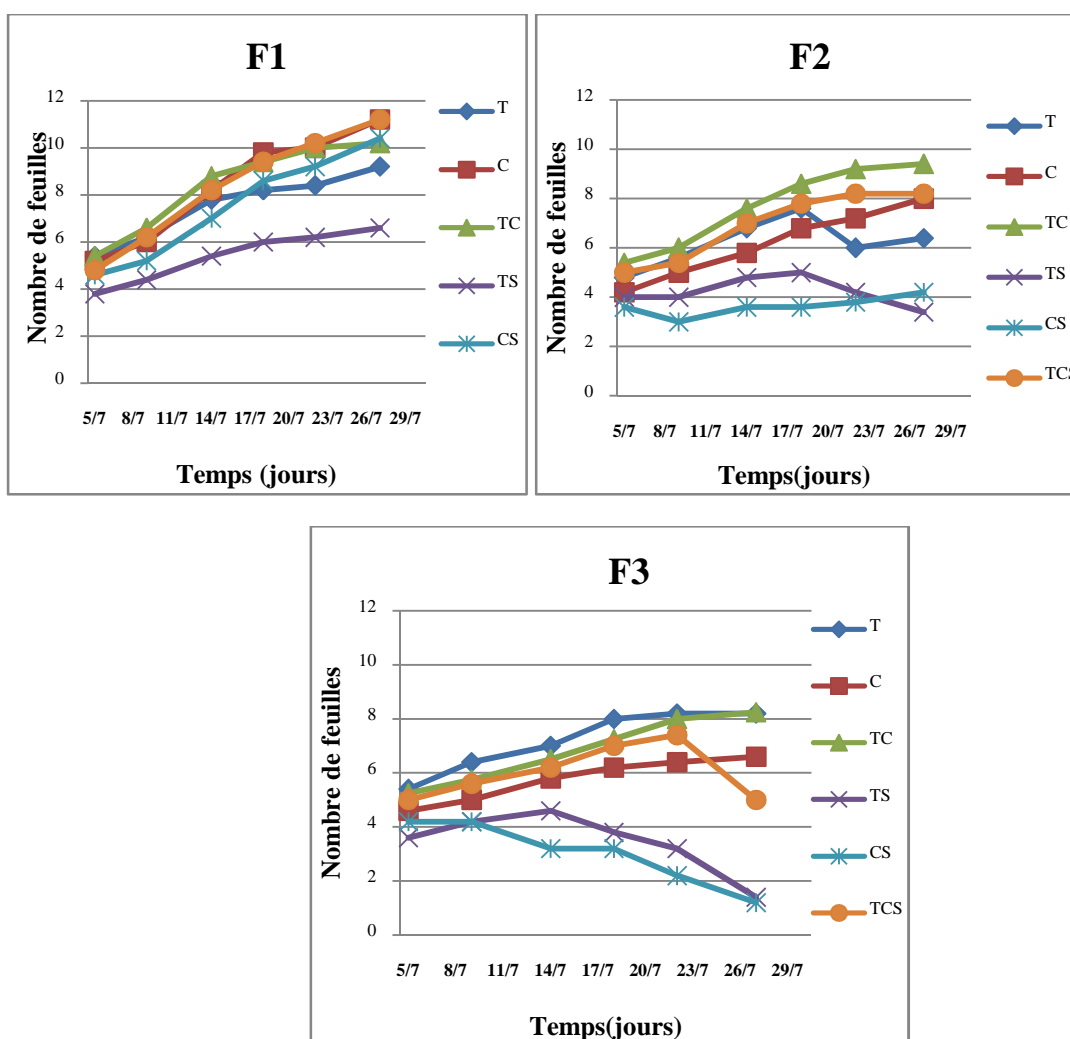 F1
12
10
8
6
4
2
0
Nombre de feuilles
5/7 8/7 11/7 14/7 17/7 20/7 23/7 26/7 29/7
Temps (jours)
T
C
TC
TS
CS
F2
12
10
8
6
4
2
0
Nombre de feuilles
5/7 8/7 11/7 14/7 17/7 20/7 23/7 26/7 29/7
Temps(jours)
T
C
TC
TS
CS
TCS
F3
12
10
8
6
4
2
0
Nombre de feuilles
5/7 8/7 11/7 14/7 17/7 20/7 23/7 26/7 29/7
Temps(jours)
T
C
TC
TS
CS
TCS